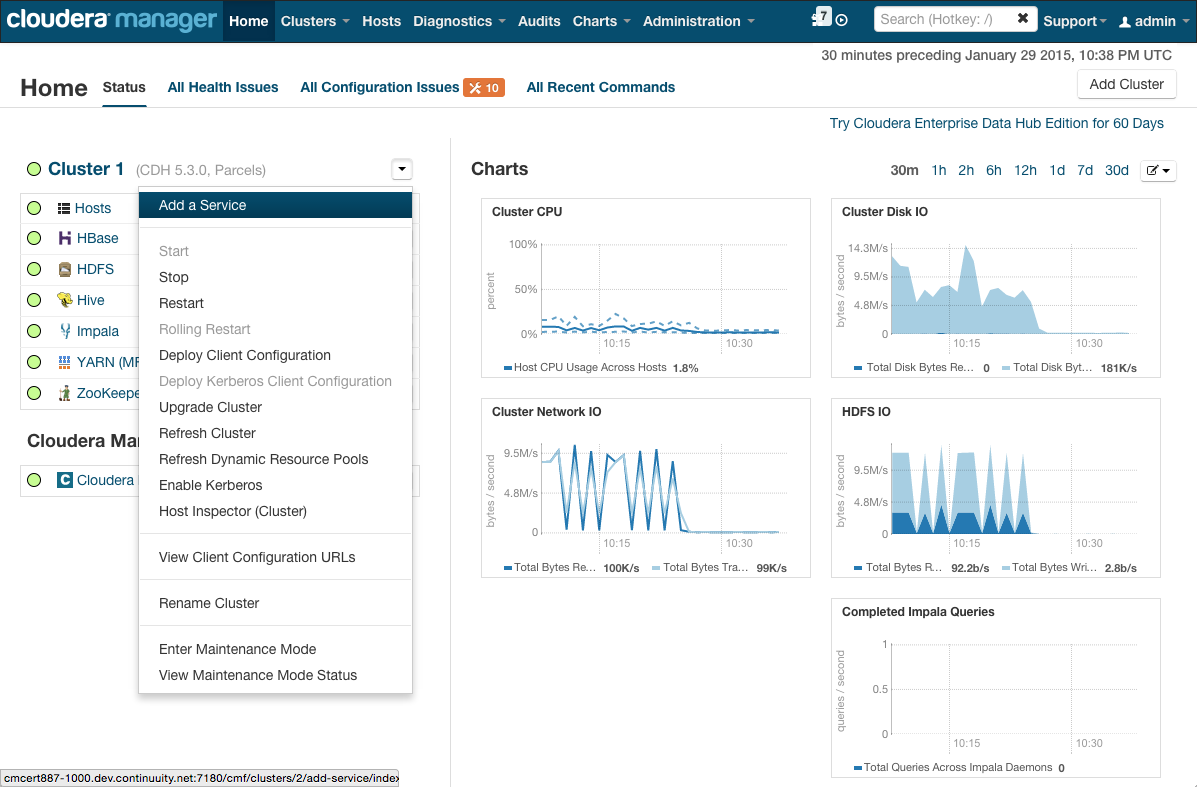 cloudera manager Home Clusters Hosts Diagnostics Audits Charts Administration 7 Search (Hotkey: /) Support admin
30 minutes preceding January 29 2015, 10:38 PM UTC
Home Status All Health Issues All Configuration Issues 10 All Recent Commands Add Cluster
Try Cloudera Enterprise Data Hub Edition for 60 Days
Cluster 1 (CDH 5.3.0, Parcels)
Hosts
HBase
HDFS
Hive
Impala
YARN (MR
ZooKeepe
Cloudera Ma
Cloudera
Add a Service
Start
Stop
Restart
Rolling Restart
Deploy Client Configuration
Deploy Kerberos Client Configuration
Upgrade Cluster
Refresh Cluster
Refresh Dynamic Resource Pools
Enable Kerberos
Host Inspector (Cluster)
View Client Configuration URLs
Rename Cluster
Enter Maintenance Mode
View Maintenance Mode Status
Charts 30m 1h 2h 6h 12h 1d 7d 30d
Cluster CPU
percent
100%
50%
0%
10:15 10:30
Host CPU Usage Across Hosts 1.8%
Cluster Disk IO
bytes / second
14.3M/s
9.5M/s
4.8M/s
0
10:15 10:30
Total Disk Bytes Re... 0 Total Disk Byt... 181K/s
Cluster Network IO
bytes / second
9.5M/s
4.8M/s
0
10:15 10:30
Total Bytes Re... 100K/s Total Bytes Tra... 99K/s
HDFS IO
bytes / second
9.5M/s
4.8M/s
0
10:15 10:30
Total Bytes R... 92.2b/s Total Bytes Wri... 2.8b/s
Completed Impala Queries
queries / second
1
0.5
0
10:15 10:30
Total Queries Across Impala Daemons 0
cmcert887-1000.dev.continuuity.net:7180/cmf/clusters/2/add-service/index